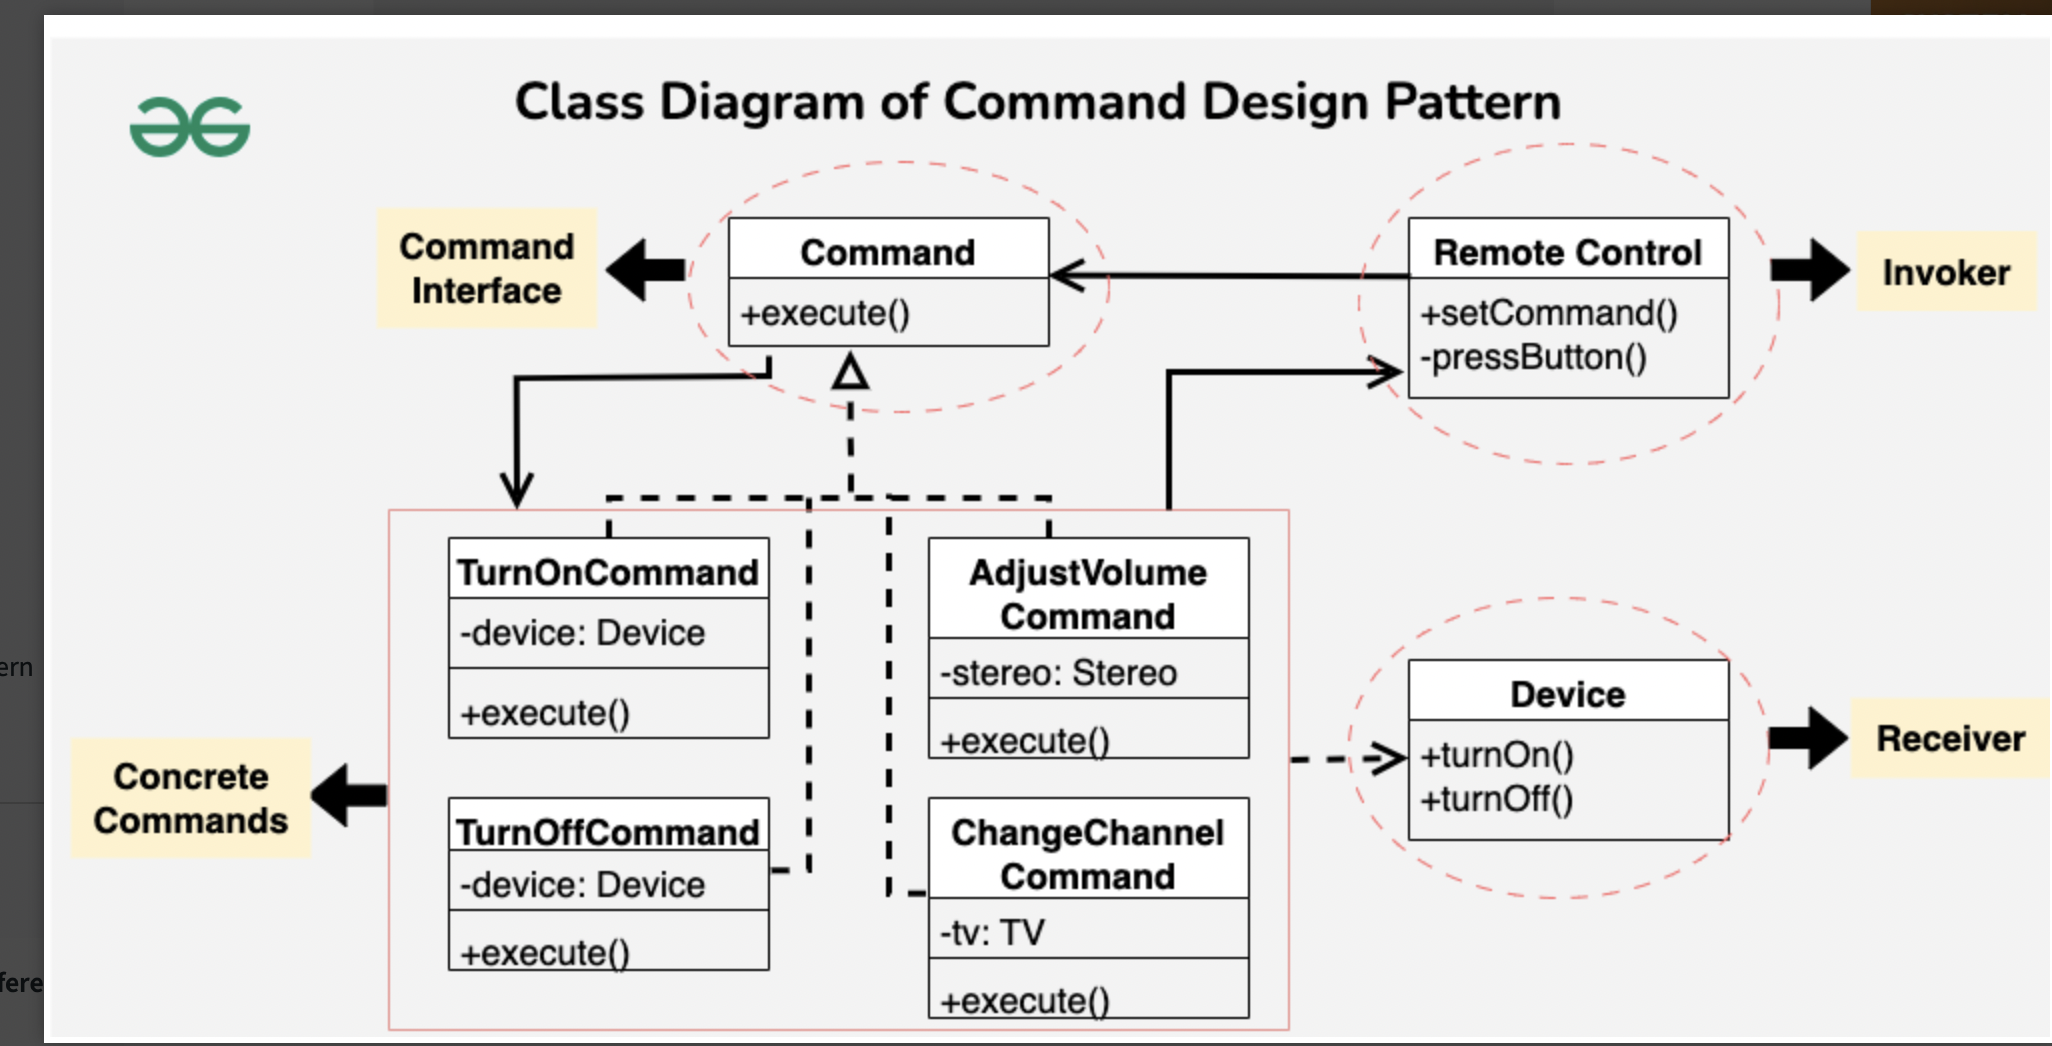 Class Diagram of Command Design Pattern
Command
Interface
Command
+execute()
Remote Control
+setCommand()
-pressButton()
Invoker
TurnOnCommand
-device: Device
+execute()
AdjustVolume
Command
-stereo: Stereo
+execute()
Device
+turnOn()
+turnOff()
Receiver
Concrete
Commands
TurnOffCommand
-device: Device
+execute()
ChangeChannel
Command
-tv: TV
+execute()
ern
fere